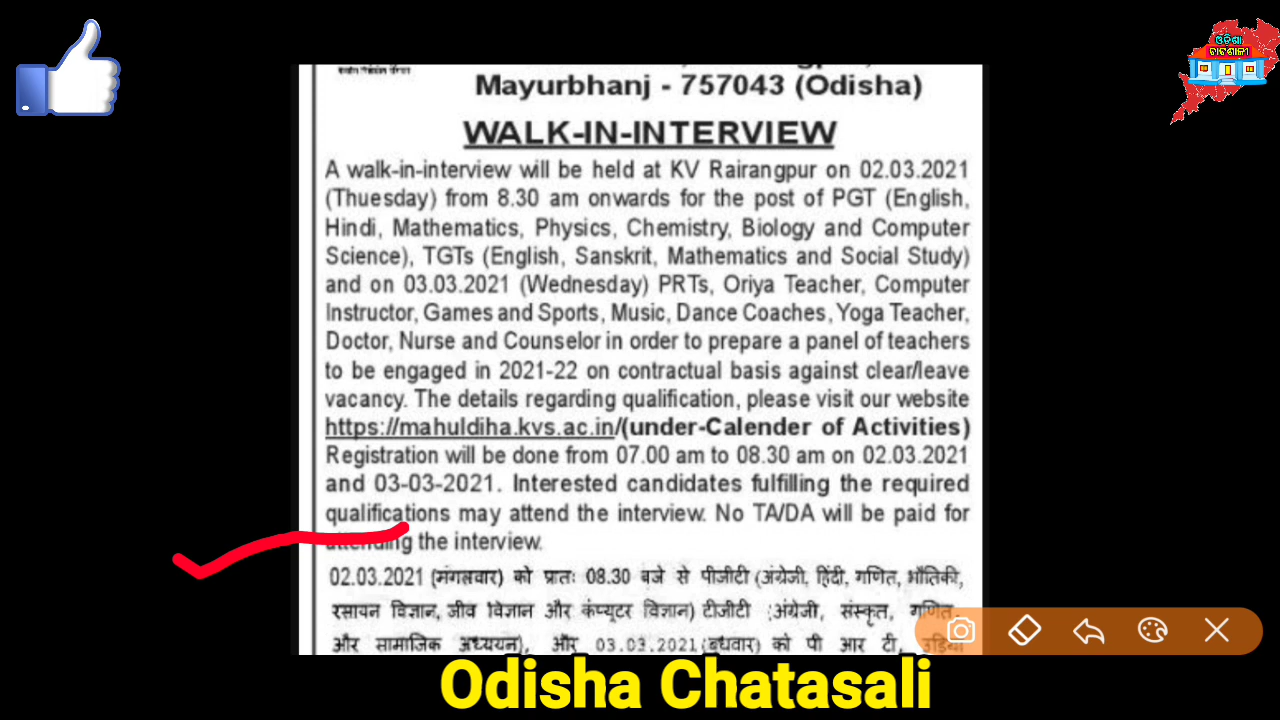 ଓଡ଼ିଶା
ଚାଟଶାଳୀ
Mayurbhanj - 757043 (Odisha)
WALK-IN-INTERVIEW
A walk-in-interview will be held at KV Rairangpur on 02.03.2021
(Thuesday) from 8.30 am onwards for the post of PGT (English,
Hindi, Mathematics, Physics, Chemistry, Biology and Computer
Science), TGTs (English, Sanskrit, Mathematics and Social Study)
and on 03.03.2021 (Wednesday) PRTs, Oriya Teacher, Computer
Instructor, Games and Sports, Music, Dance Coaches, Yoga Teacher,
Doctor, Nurse and Counselor in order to prepare a panel of teachers
to be engaged in 2021-22 on contractual basis against clear/leave
vacancy. The details regarding qualification, please visit our website
https://mahuldiha.kvs.ac.in/(under-Calender of Activities)
Registration will be done from 07.00 am to 08.30 am on 02.03.2021
and 03-03-2021. Interested candidates fulfilling the required
qualifications may attend the interview. No TA/DA will be paid for
attending the interview.
02.03.2021 (मंगलवार) को प्रातः 08.30 बजे से पीजीटी (अंग्रेजी, हिंदी, गणित, भौतिकी,
रसायन विज्ञान, जीव विज्ञान और कंप्यूटर विज्ञान) टीजीटी (अंग्रेजी, संस्कृत, गणित
और सामाजिक अध्ययन), और 03.03.2021(बुधवार) को पी आर टी, उड़िया
Odisha Chatasali